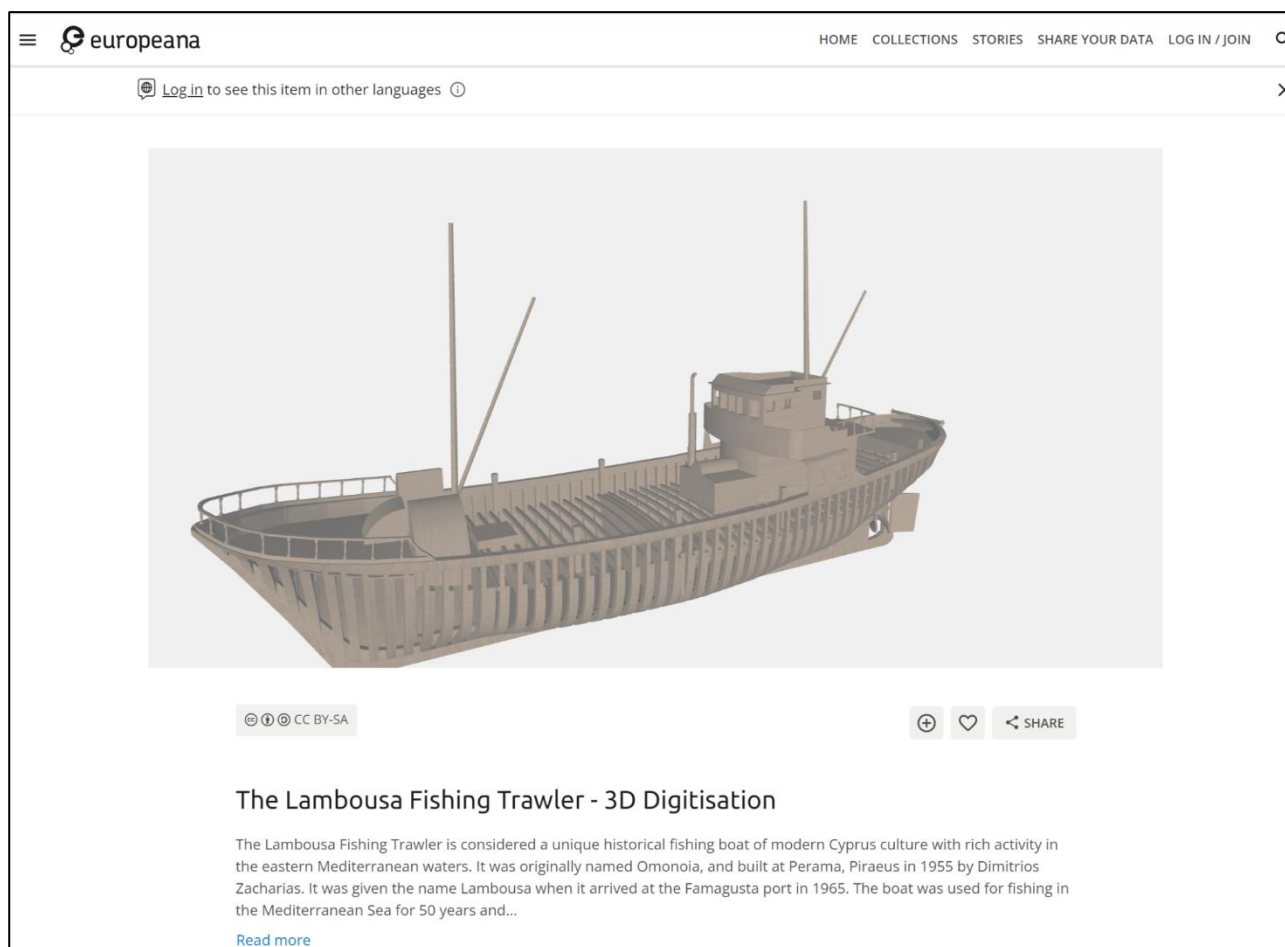 europeana
HOME COLLECTIONS STORIES SHARE YOUR DATA LOG IN / JOIN
Log in to see this item in other languages
CC BY-SA
SHARE
The Lambousa Fishing Trawler - 3D Digitisation
The Lambousa Fishing Trawler is considered a unique historical fishing boat of modern Cyprus culture with rich activity in
the eastern Mediterranean waters. It was originally named Omonoia, and built at Perama, Piraeus in 1955 by Dimitrios
Zacharias. It was given the name Lambousa when it arrived at the Famagusta port in 1965. The boat was used for fishing in
the Mediterranean Sea for 50 years and...
Read more